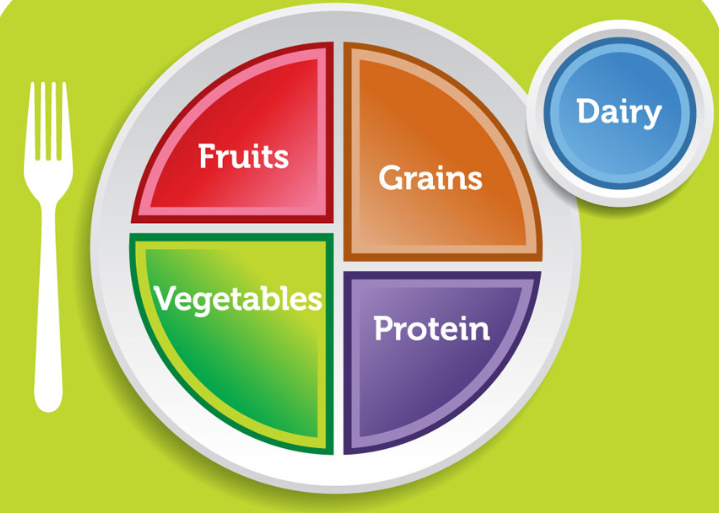 Fruits
Grains
Dairy
Vegetables
Protein